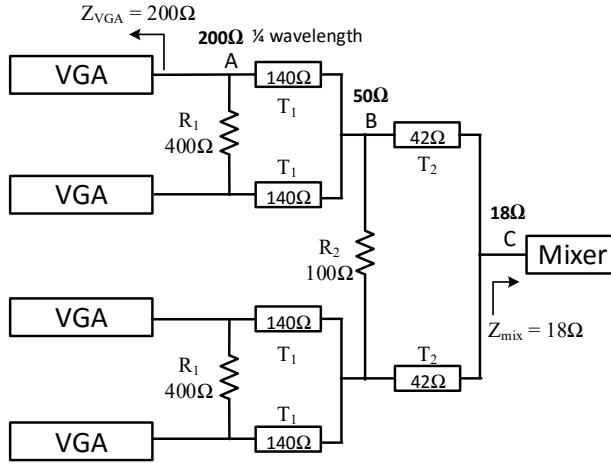 Z_VGA = 200Ω
200Ω ¼ wavelength
VGA
A
140Ω
T₁
R₁
400Ω
50Ω
B
42Ω
T₂
T₁
VGA
140Ω
18Ω
C
Mixer
R₂
100Ω
Z_mix = 18Ω
VGA
140Ω
T₁
R₁
400Ω
T₂
42Ω
T₁
VGA
140Ω